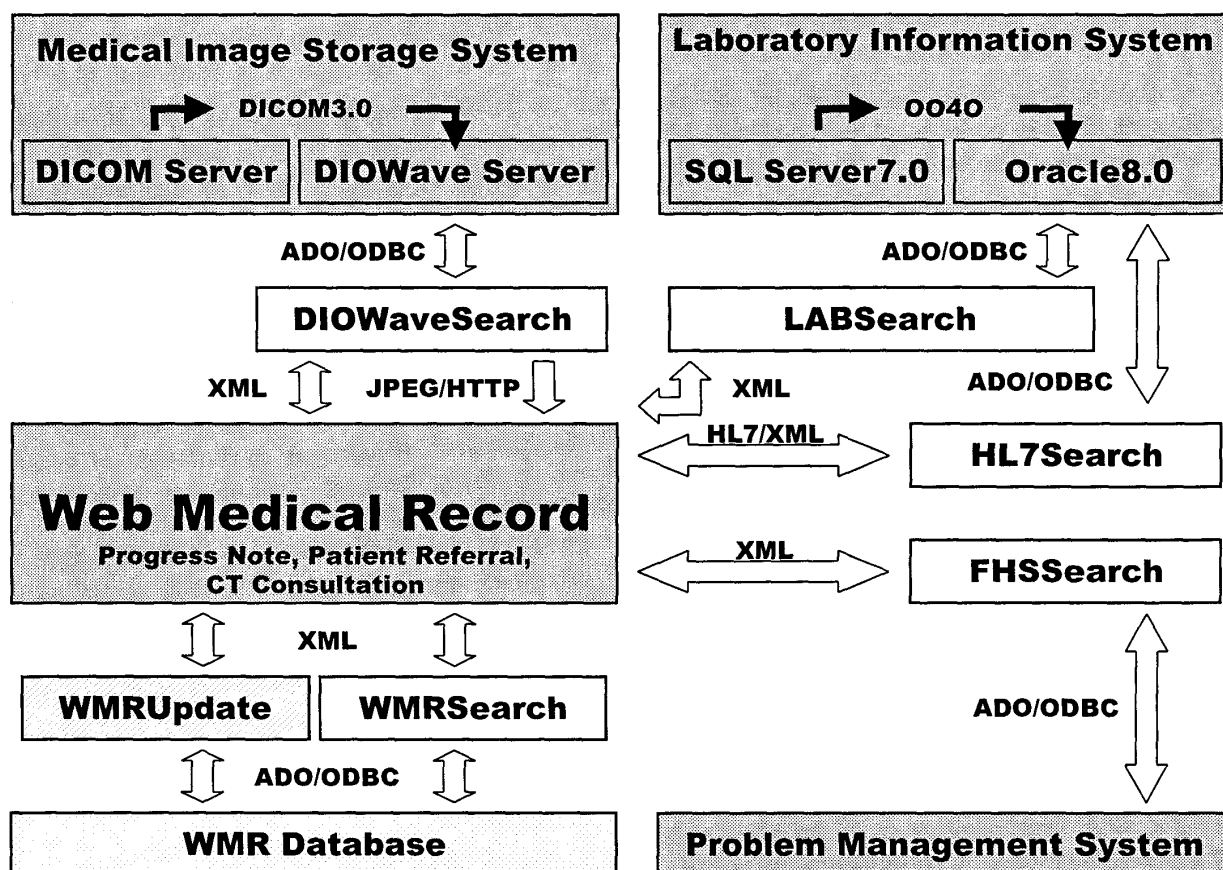 Medical Image Storage System
DICOM3.0
DICOM Server
DIOWave Server
Laboratory Information System
OO4O
SQL Server7.0
Oracle8.0
ADO/ODBC
ADO/ODBC
DIOWaveSearch
LABSearch
XML
JPEG/HTTP
XML
ADO/ODBC
HL7/XML
HL7Search
Web Medical Record
Progress Note, Patient Referral,
CT Consultation
XML
FHSSearch
XML
WMRUpdate
WMRSearch
ADO/ODBC
ADO/ODBC
WMR Database
Problem Management System